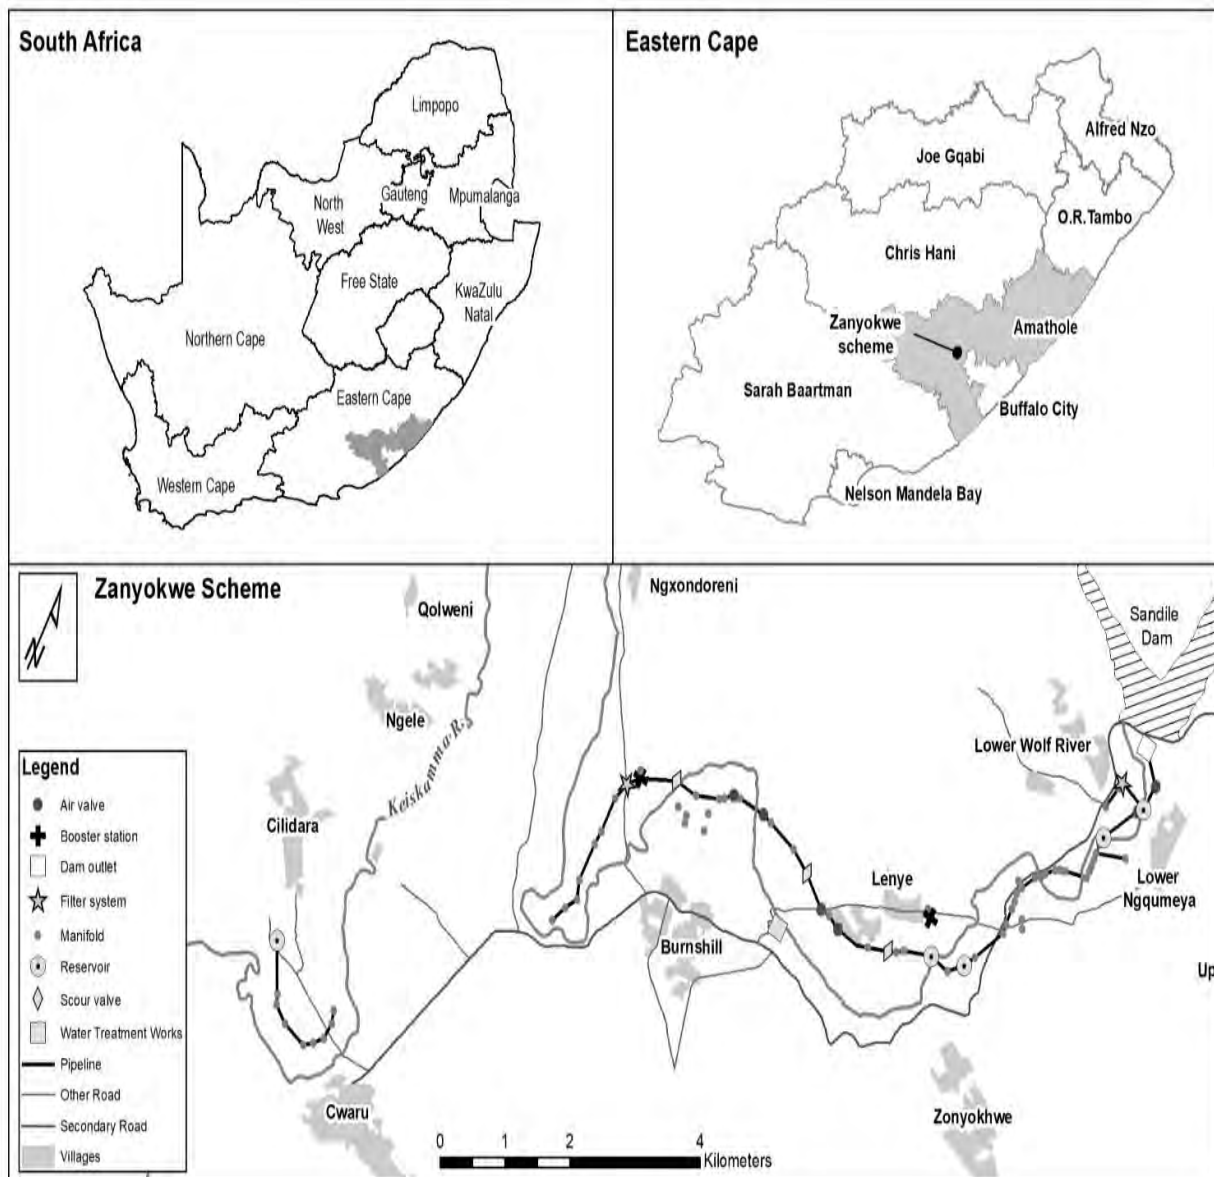 South Africa
Limpopo
Gauteng
Mpumalanga
North
West
Free State
KwaZulu
Natal
Northern Cape
Eastern Cape
Western Cape
Eastern Cape
Alfred Nzo
Joe Gqabi
O.R.Tambo
Chris Hani
Zanyokwe
scheme
Amathole
Sarah Baartman
Buffalo City
Nelson Mandela Bay
Zanyokwe Scheme
N
Qolweni
Ngxondoreni
Sandile
Dam
Ngele
Keiskamma R.
Lower Wolf River
Cilidara
Lenye
Lower
Ngqumeya
Burnshill
Up
Cwaru
Zonyokhwe
Legend
Air valve
Booster station
Dam outlet
Filter system
Manifold
Reservoir
Scour valve
Water Treatment Works
Pipeline
Other Road
Secondary Road
Villages
0 1 2 4
Kilometers